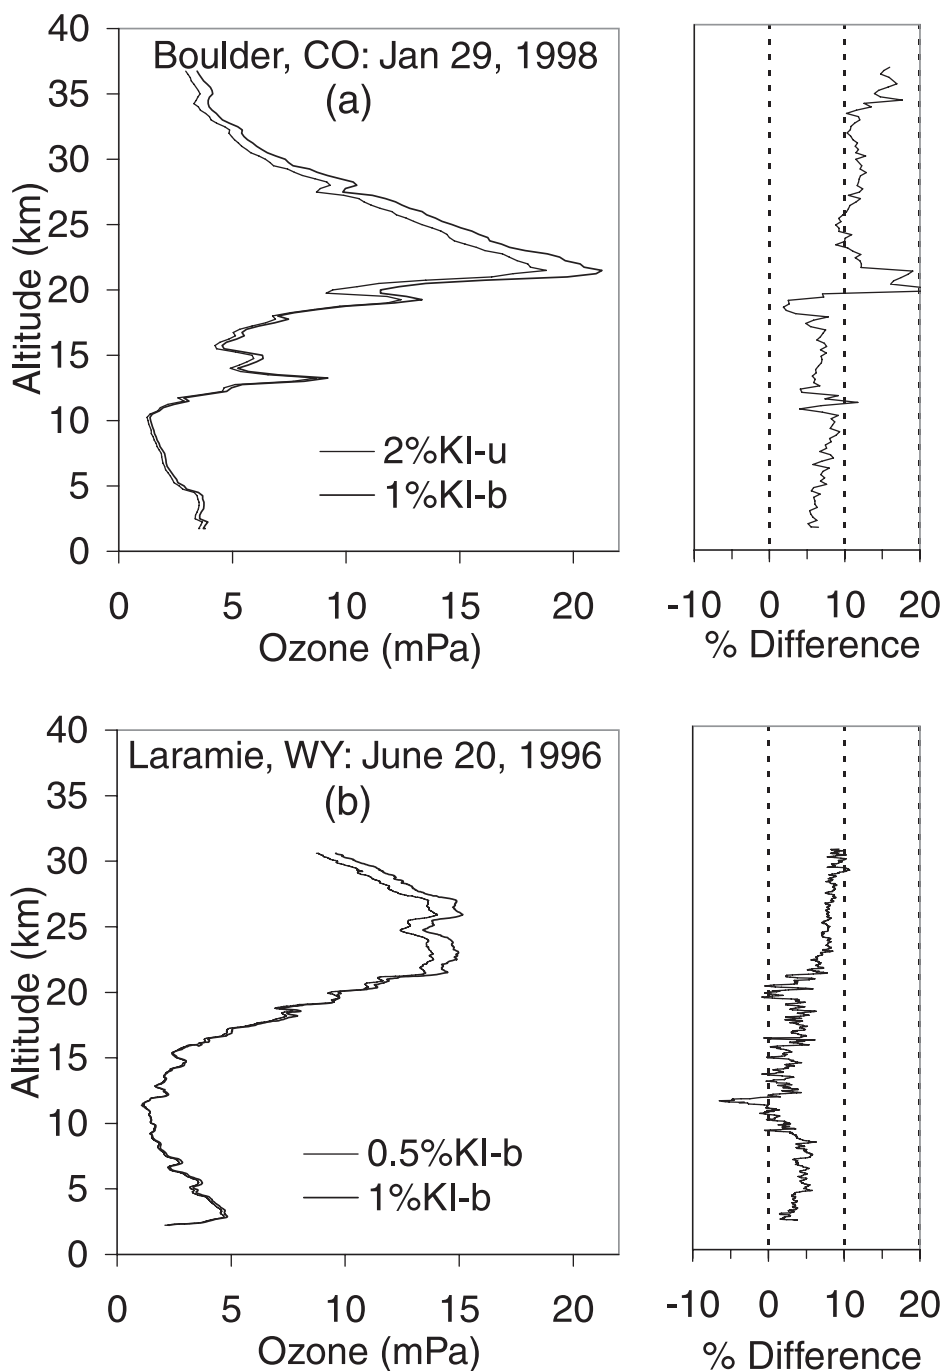 Boulder, CO: Jan 29, 1998
(a)
40
35
30
25
20
15
10
5
0
Altitude (km)
2%KI-u
1%KI-b
0 5 10 15 20
Ozone (mPa)
-10 0 10 20
% Difference
Laramie, WY: June 20, 1996
(b)
40
35
30
25
20
15
10
5
0
Altitude (km)
0.5%KI-b
1%KI-b
0 5 10 15 20
Ozone (mPa)
-10 0 10 20
% Difference